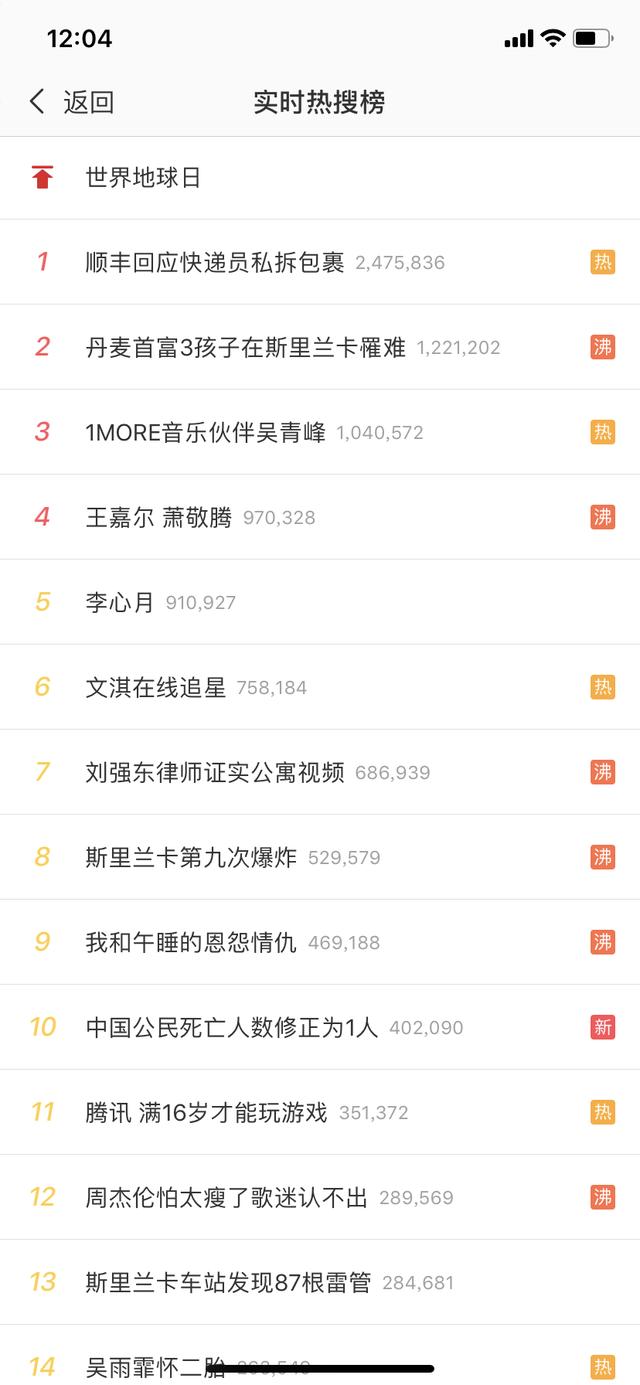 12:04
返回 实时热搜榜
世界地球日
1 顺丰回应快递员私拆包裹 2,475,836 热
2 丹麦首富3孩子在斯里兰卡罹难 1,221,202 沸
3 1MORE音乐伙伴吴青峰 1,040,572 热
4 王嘉尔 萧敬腾 970,328 沸
5 李心月 910,927
6 文淇在线追星 758,184 热
7 刘强东律师证实公寓视频 686,939 沸
8 斯里兰卡第九次爆炸 529,579 沸
9 我和午睡的恩怨情仇 469,188 沸
10 中国公民死亡人数修正为1人 402,090 新
11 腾讯 满16岁才能玩游戏 351,372 热
12 周杰伦怕太瘦了歌迷认不出 289,569 沸
13 斯里兰卡车站发现87根雷管 284,681
14 吴雨霏怀二胎 热